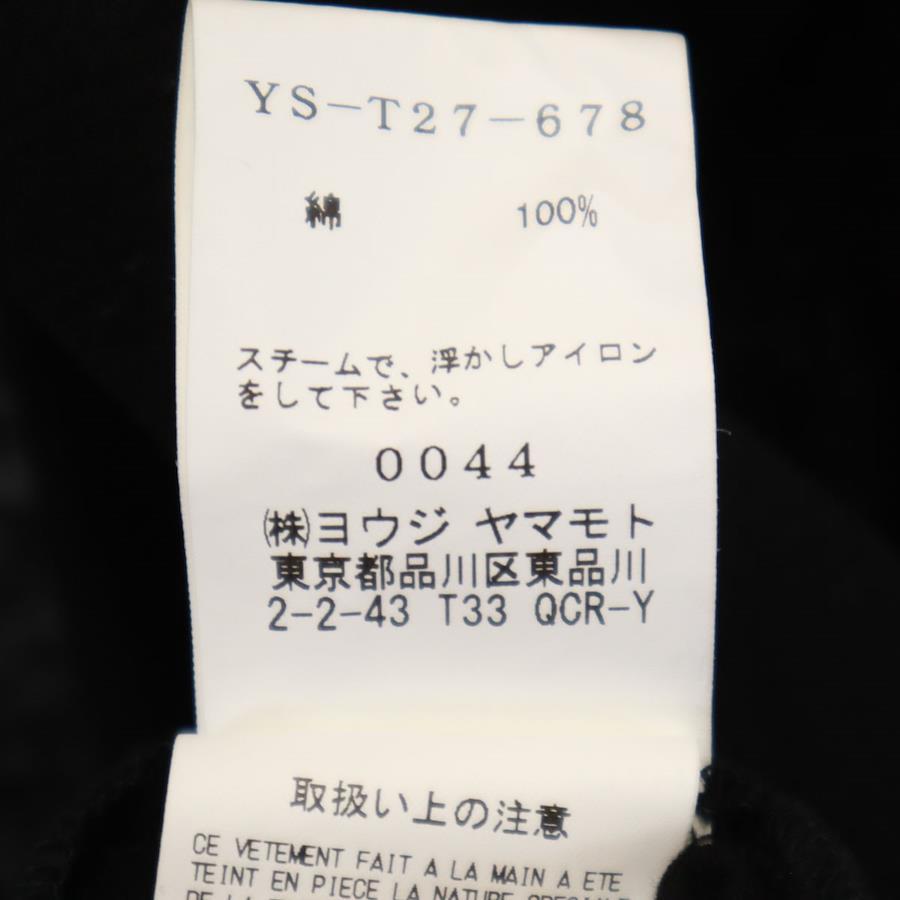 YS-T27-678
綿 100%
スチームで、浮かしアイロン
をして下さい。
0044
㈱ヨウジ ヤマモト
東京都品川区東品川
2-2-43 T33 QCR-Y
取扱い上の注意
CE VETEMENT FAIT A LA MAIN A ETE
TEINT EN PIECE LA NATURE SPECIALE
DE LA